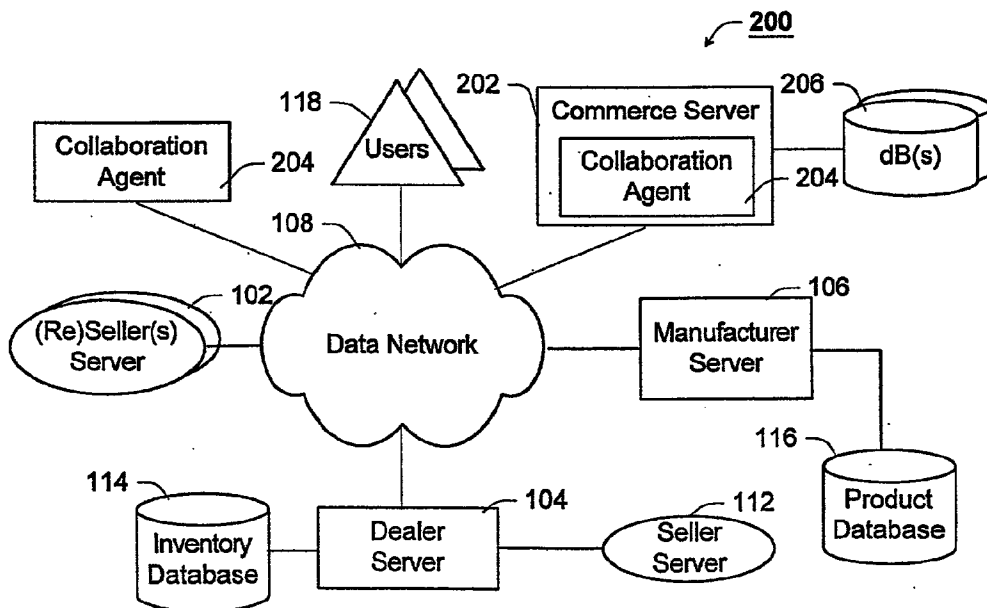 200
118
202
206
Commerce Server
Collaboration
Agent
204
Users
Collaboration
Agent
204
dB(s)
108
102
106
(Re)Seller(s)
Server
Data Network
Manufacturer
Server
116
114
104
112
Product
Database
Inventory
Database
Dealer
Server
Seller
Server